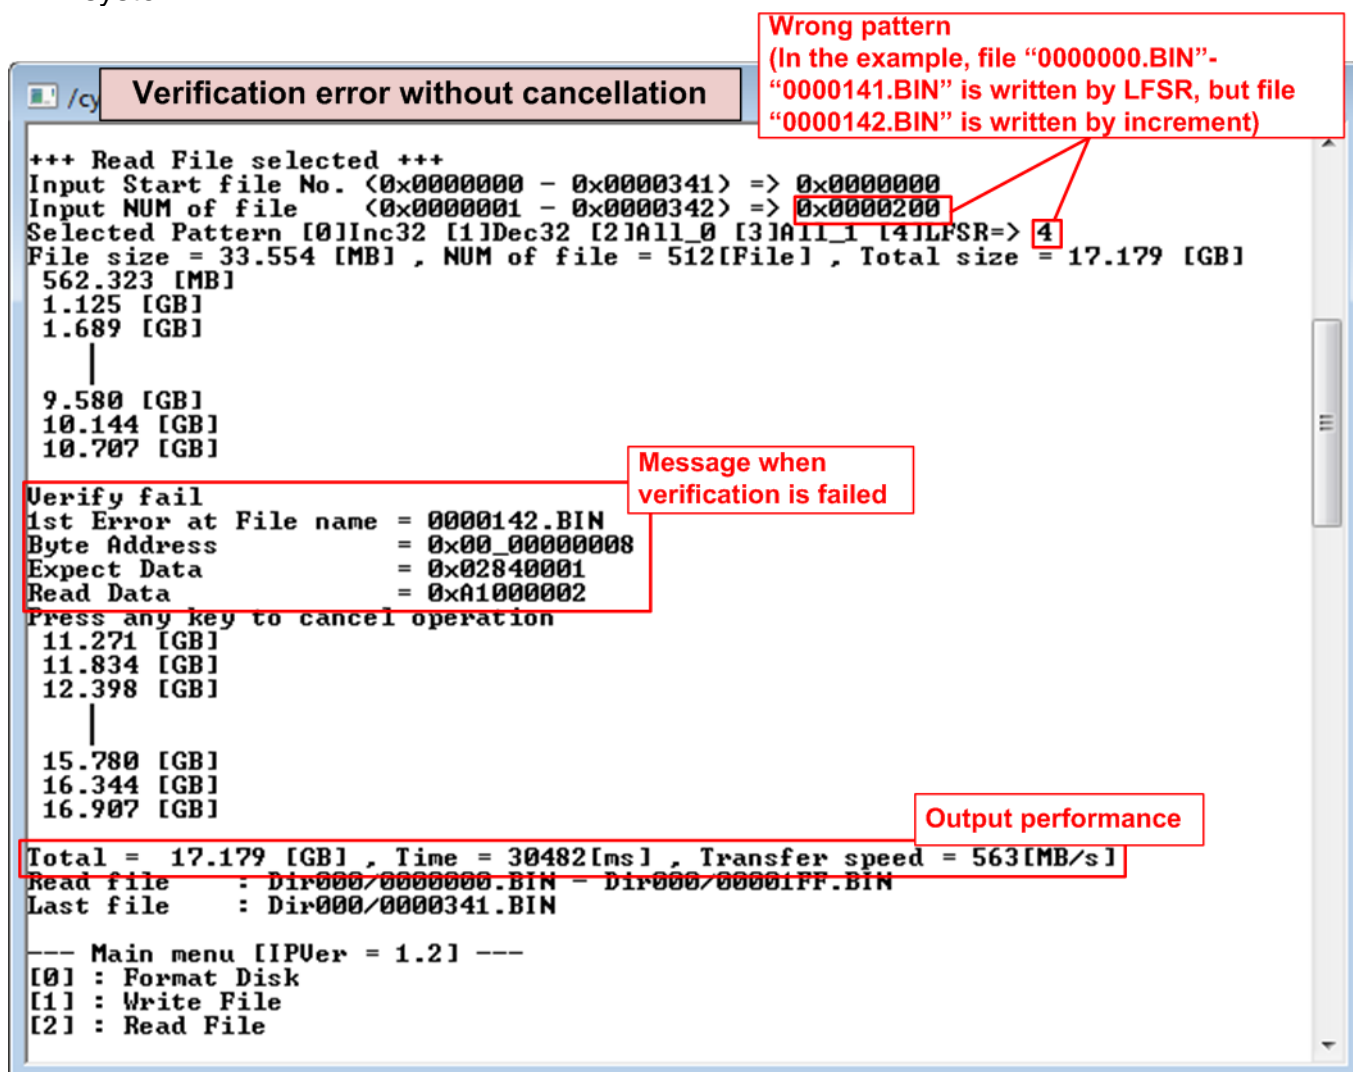 Wrong pattern
(In the example, file “0000000.BIN”-
“0000141.BIN” is written by LFSR, but file
“0000142.BIN” is written by increment)
/cy
Verification error without cancellation
+++ Read File selected +++
Input Start file No. (0x0000000 - 0x0000341) => 0x0000000
Input NUM of file    (0x0000001 - 0x0000342) => 0x0000200
Selected Pattern [0]Inc32 [1]Dec32 [2]All_0 [3]All_1 [4]LFSR=> 4
File size = 33.554 [MB] , NUM of file = 512[File] , Total size = 17.179 [GB]
562.323 [MB]
1.125 [GB]
1.689 [GB]
9.580 [GB]
10.144 [GB]
10.707 [GB]
Message when
verification is failed
Verify fail
1st Error at File name = 0000142.BIN
Byte Address           = 0x00_00000008
Expect Data            = 0x02840001
Read Data              = 0xA1000002
Press any key to cancel operation
11.271 [GB]
11.834 [GB]
12.398 [GB]
15.780 [GB]
16.344 [GB]
16.907 [GB]
Output performance
Total =  17.179 [GB] , Time = 30482[ms] , Transfer speed = 563[MB/s]
Read file    : Dir000/0000000.BIN - Dir000/00001FF.BIN
Last file    : Dir000/0000341.BIN
--- Main menu [IPVer = 1.2] ---
[0] : Format Disk
[1] : Write File
[2] : Read File